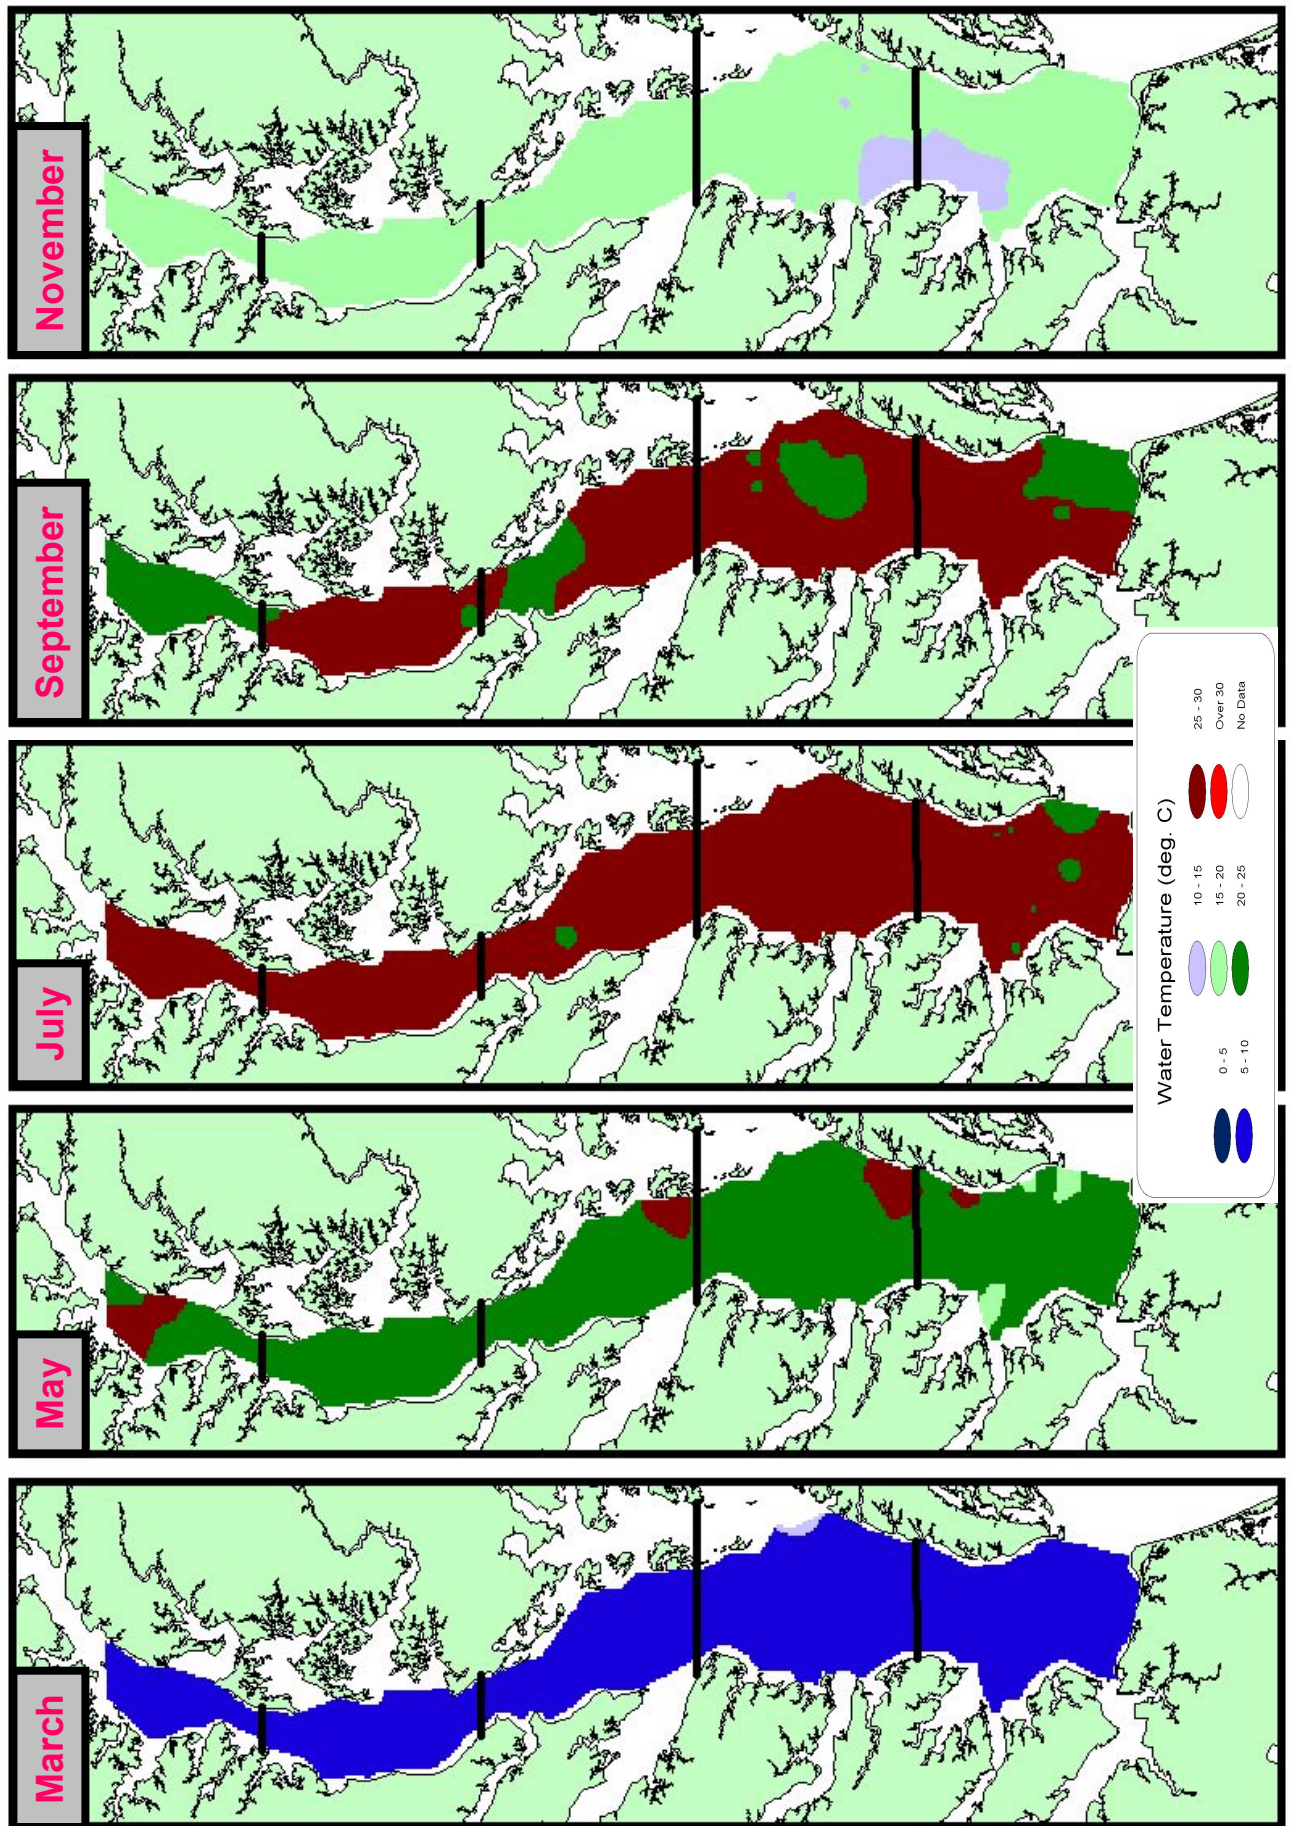 March
May
July
September
November
Water Temperature (deg. C)
0 - 5
5 - 10
10 - 15
15 - 20
20 - 25
25 - 30
Over 30
No Data